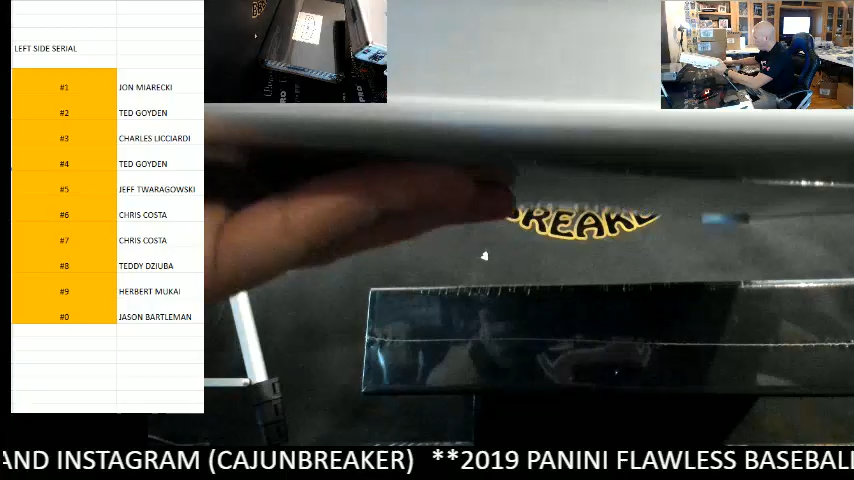 LEFT SIDE SERIAL
#1 JON MIARECKI
#2 TED GOYDEN
#3 CHARLES LICCIARDI
#4 TED GOYDEN
#5 JEFF TWARAGOWSKI
#6 CHRIS COSTA
#7 CHRIS COSTA
#8 TEDDY DZIUBA
#9 HERBERT MUKAI
#0 JASON BARTLEMAN
BREAKE
AND INSTAGRAM (CAJUNBREAKER) **2019 PANINI FLAWLESS BASEBALL